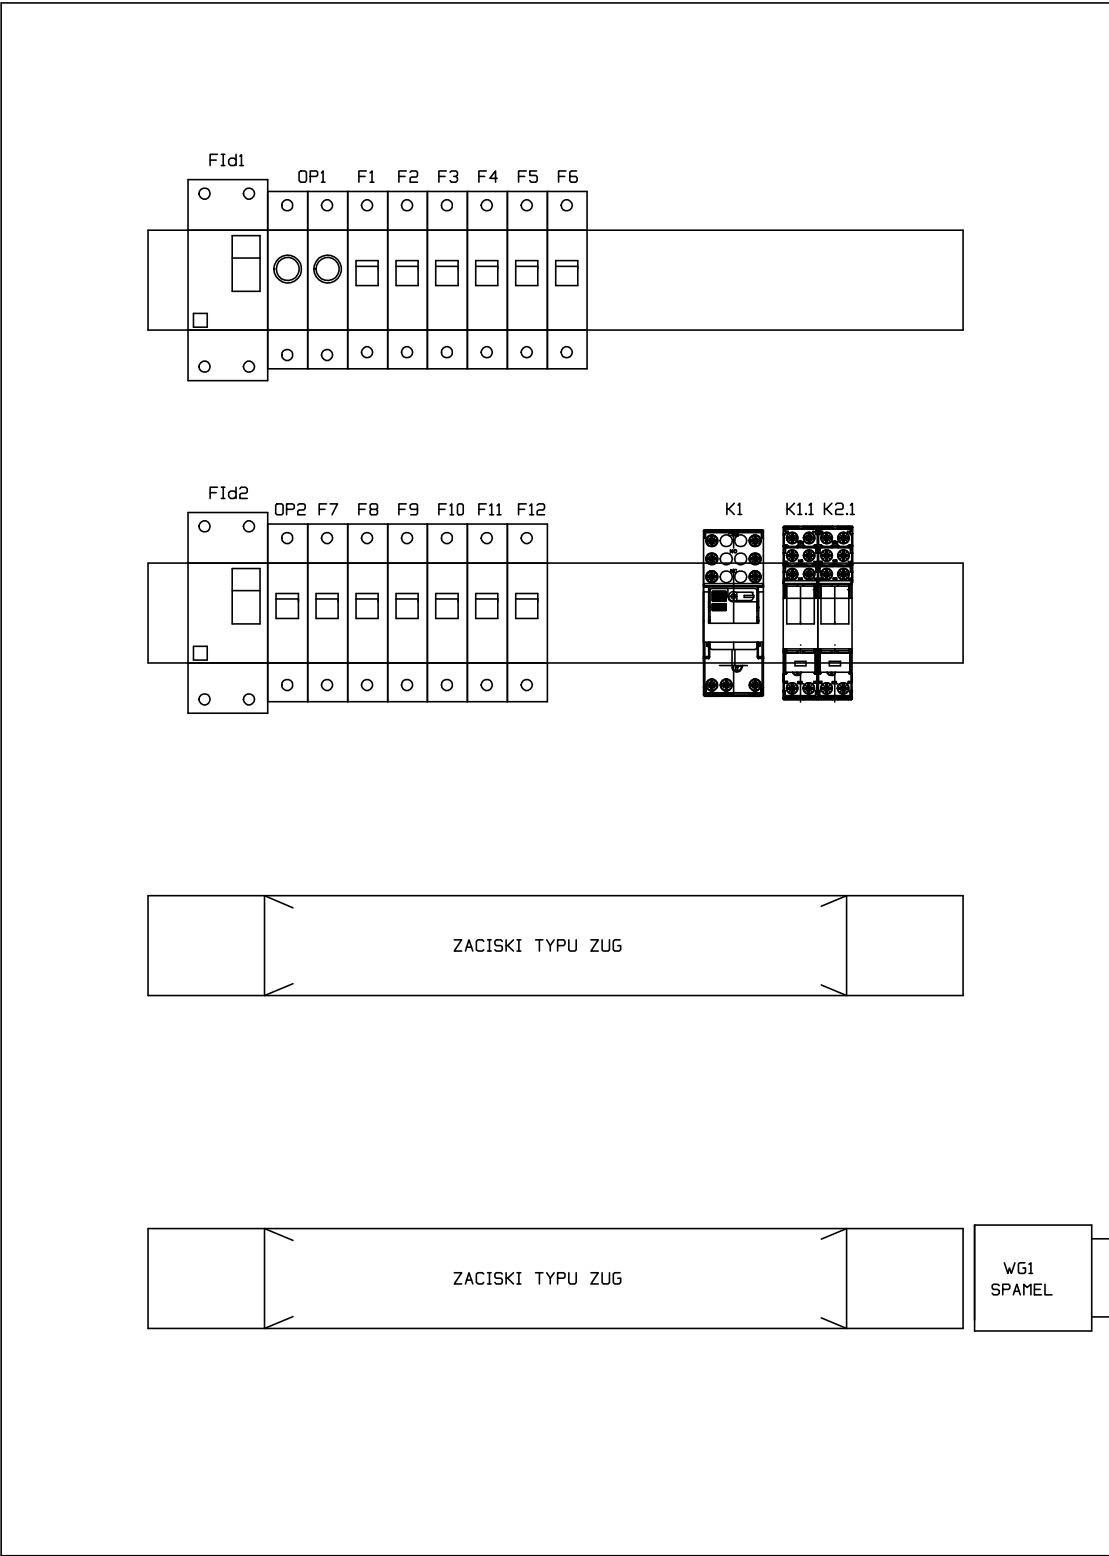 FId1
OP1 F1 F2 F3 F4 F5 F6
FId2
OP2 F7 F8 F9 F10 F11 F12 K1 K1.1 K2.1
ZACISKI TYPU ZUG
ZACISKI TYPU ZUG
WG1
SPAMEL